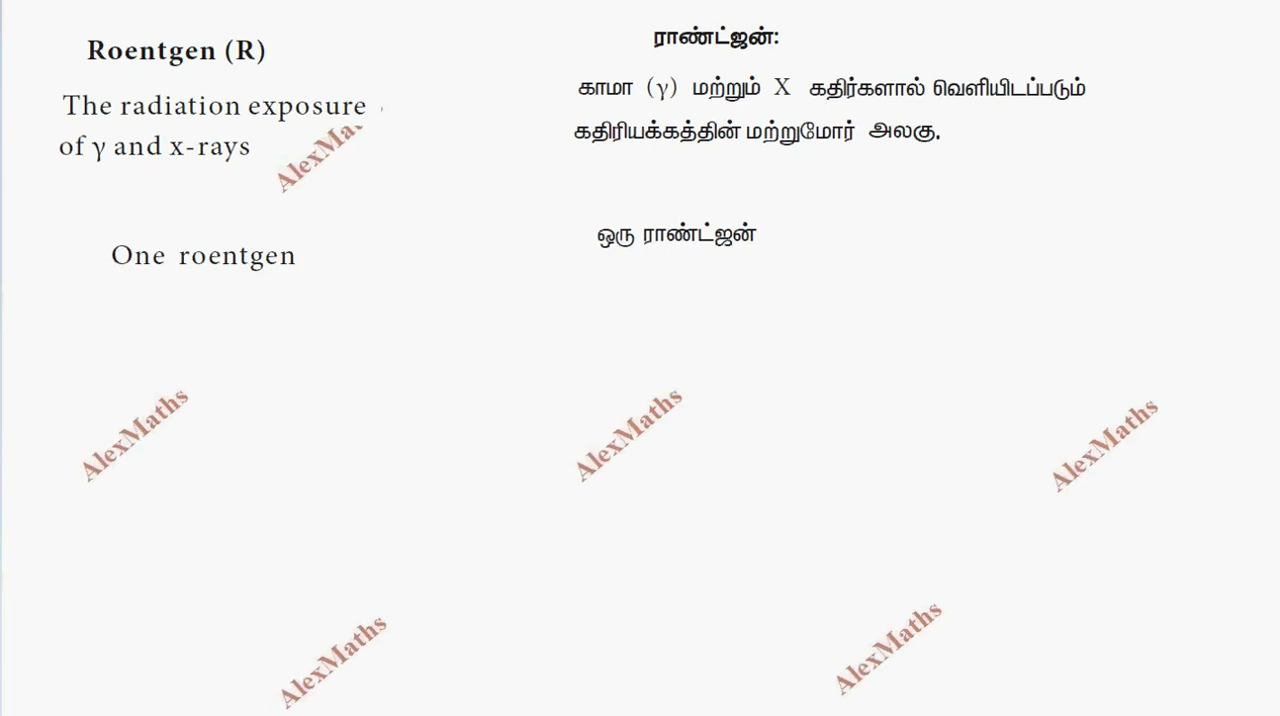 Roentgen (R)
The radiation exposure
of γ and x-rays
One roentgen
ராண்ட்ஜன்:
காமா (γ) மற்றும் X கதிர்களால் வெளியிடப்படும்
கதிரியக்கத்தின் மற்றுமோர் அலகு.
ஒரு ராண்ட்ஜன்
AlexMaths
AlexMaths
AlexMaths
AlexMaths
AlexMaths